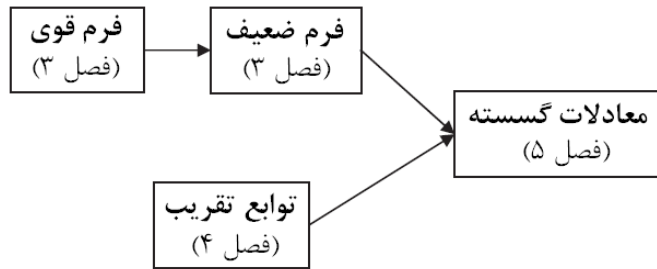 فرم قوی
(فصل ۳)
فرم ضعیف
(فصل ۳)
معادلات گسسته
(فصل ۵)
توابع تقریب
(فصل ۴)